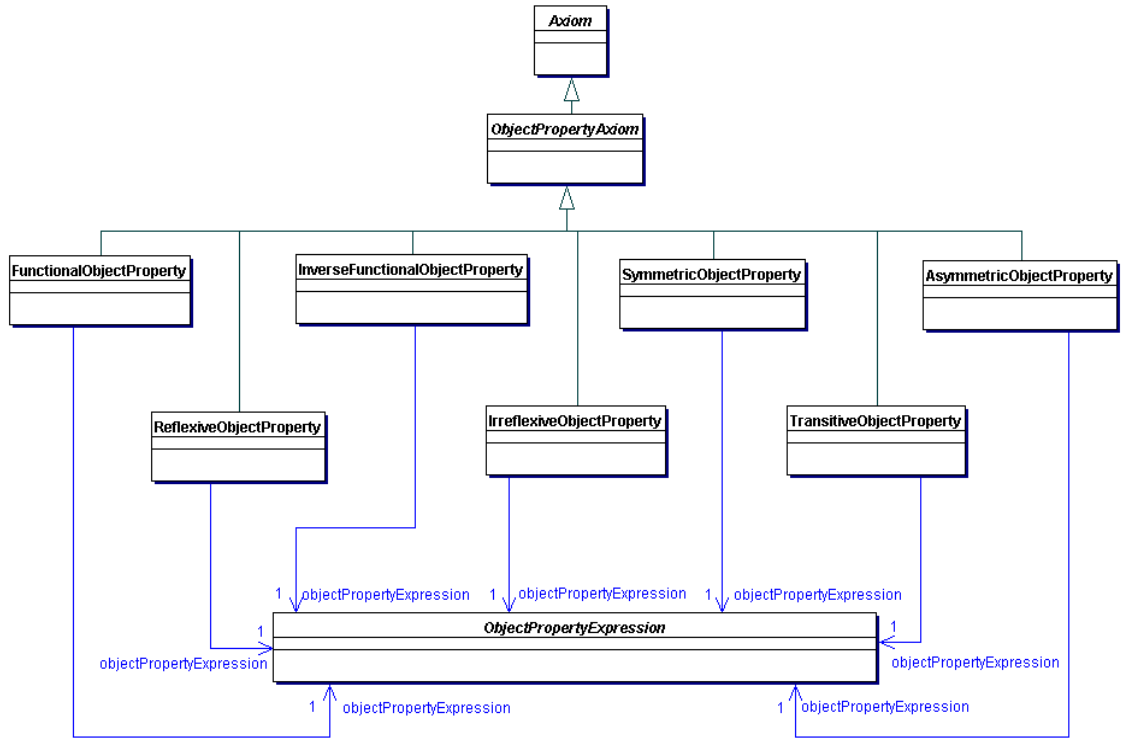 Axiom
ObjectPropertyAxiom
FunctionalObjectProperty
InverseFunctionalObjectProperty
SymmetricObjectProperty
AsymmetricObjectProperty
ReflexiveObjectProperty
IrreflexiveObjectProperty
TransitiveObjectProperty
1 objectPropertyExpression
1 objectPropertyExpression
1 objectPropertyExpression
ObjectPropertyExpression
1
objectPropertyExpression
1
objectPropertyExpression
1 objectPropertyExpression
1 objectPropertyExpression